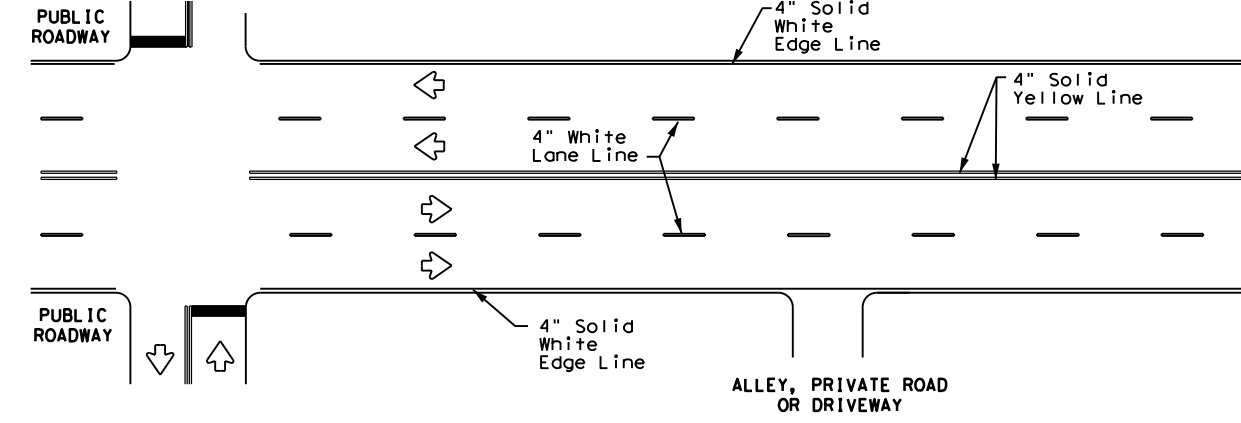 PUBLIC
ROADWAY
4" Solid
White
Edge Line
4" Solid
Yellow Line
4" White
Lane Line
PUBLIC
ROADWAY
4" Solid
White
Edge Line
ALLEY, PRIVATE ROAD
OR DRIVEWAY